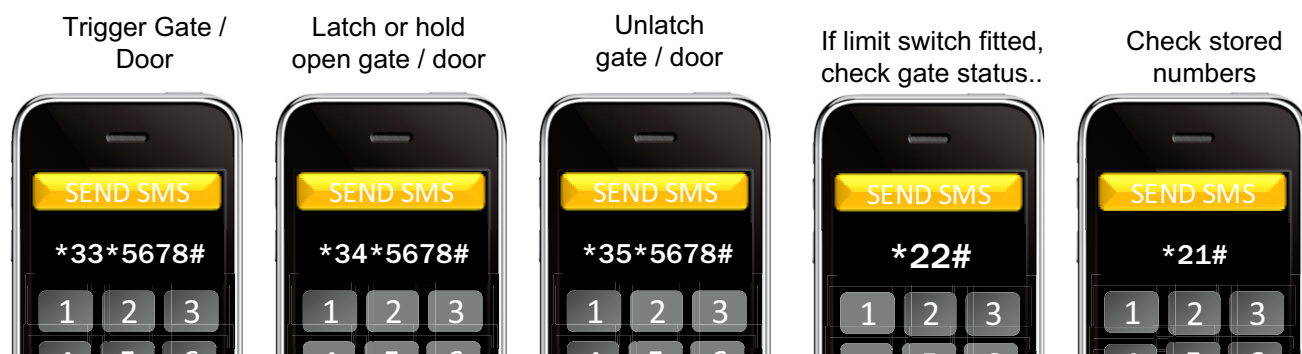 Trigger Gate /
Door
Latch or hold
open gate / door
Unlatch
gate / door
If limit switch fitted,
check gate status..
Check stored
numbers
SEND SMS
SEND SMS
SEND SMS
SEND SMS
SEND SMS
*33*5678#
*34*5678#
*35*5678#
*22#
*21#
1 2 3
1 2 3
1 2 3
1 2 3
1 2 3